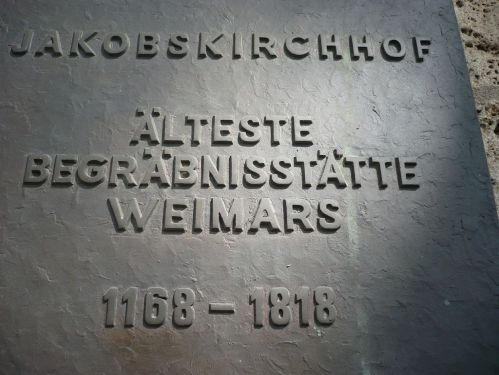 JAKOBSKIRCHHOF
ÄLTESTE
BEGRÄBNISSTÄTTE
WEIMARS
1168 – 1818